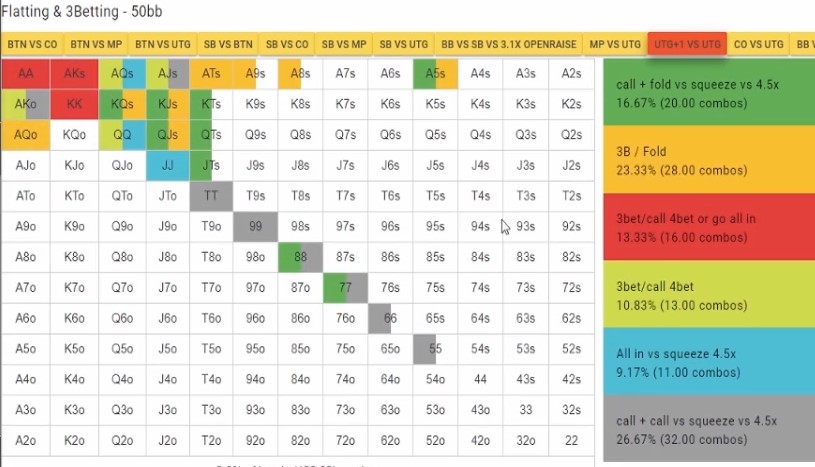 Flatting & 3Betting - 50bb
BTN VS CO BTN VS MP BTN VS UTG SB VS BTN SB VS CO SB VS MP SB VS UTG BB VS SB VS 3.1X OPENRAISE MP VS UTG UTG+1 VS UTG CO VS UTG BB V
AA AKs AQs AJs ATs A9s A8s A7s A6s A5s A4s A3s A2s
AKo KK KQs KJs KTs K9s K8s K7s K6s K5s K4s K3s K2s
AQo KQo QQ QJs QTs Q9s Q8s Q7s Q6s Q5s Q4s Q3s Q2s
AJo KJo QJo JJ JTs J9s J8s J7s J6s J5s J4s J3s J2s
ATo KTo QTo JTo TT T9s T8s T7s T6s T5s T4s T3s T2s
A9o K9o Q9o J9o T9o 99 98s 97s 96s 95s 94s 93s 92s
A8o K8o Q8o J8o T8o 98o 88 87s 86s 85s 84s 83s 82s
A7o K7o Q7o J7o T7o 97o 87o 77 76s 75s 74s 73s 72s
A6o K6o Q6o J6o T6o 96o 86o 76o 66 65s 64s 63s 62s
A5o K5o Q5o J5o T5o 95o 85o 75o 65o 55 54s 53s 52s
A4o K4o Q4o J4o T4o 94o 84o 74o 64o 54o 44 43s 42s
A3o K3o Q3o J3o T3o 93o 83o 73o 63o 53o 43o 33 32s
A2o K2o Q2o J2o T2o 92o 82o 72o 62o 52o 42o 32o 22
call + fold vs squeeze vs 4.5x
16.67% (20.00 combos)
3B / Fold
23.33% (28.00 combos)
3bet/call 4bet or go all in
13.33% (16.00 combos)
3bet/call 4bet
10.83% (13.00 combos)
All in vs squeeze 4.5x
9.17% (11.00 combos)
call + call vs squeeze vs 4.5x
26.67% (32.00 combos)